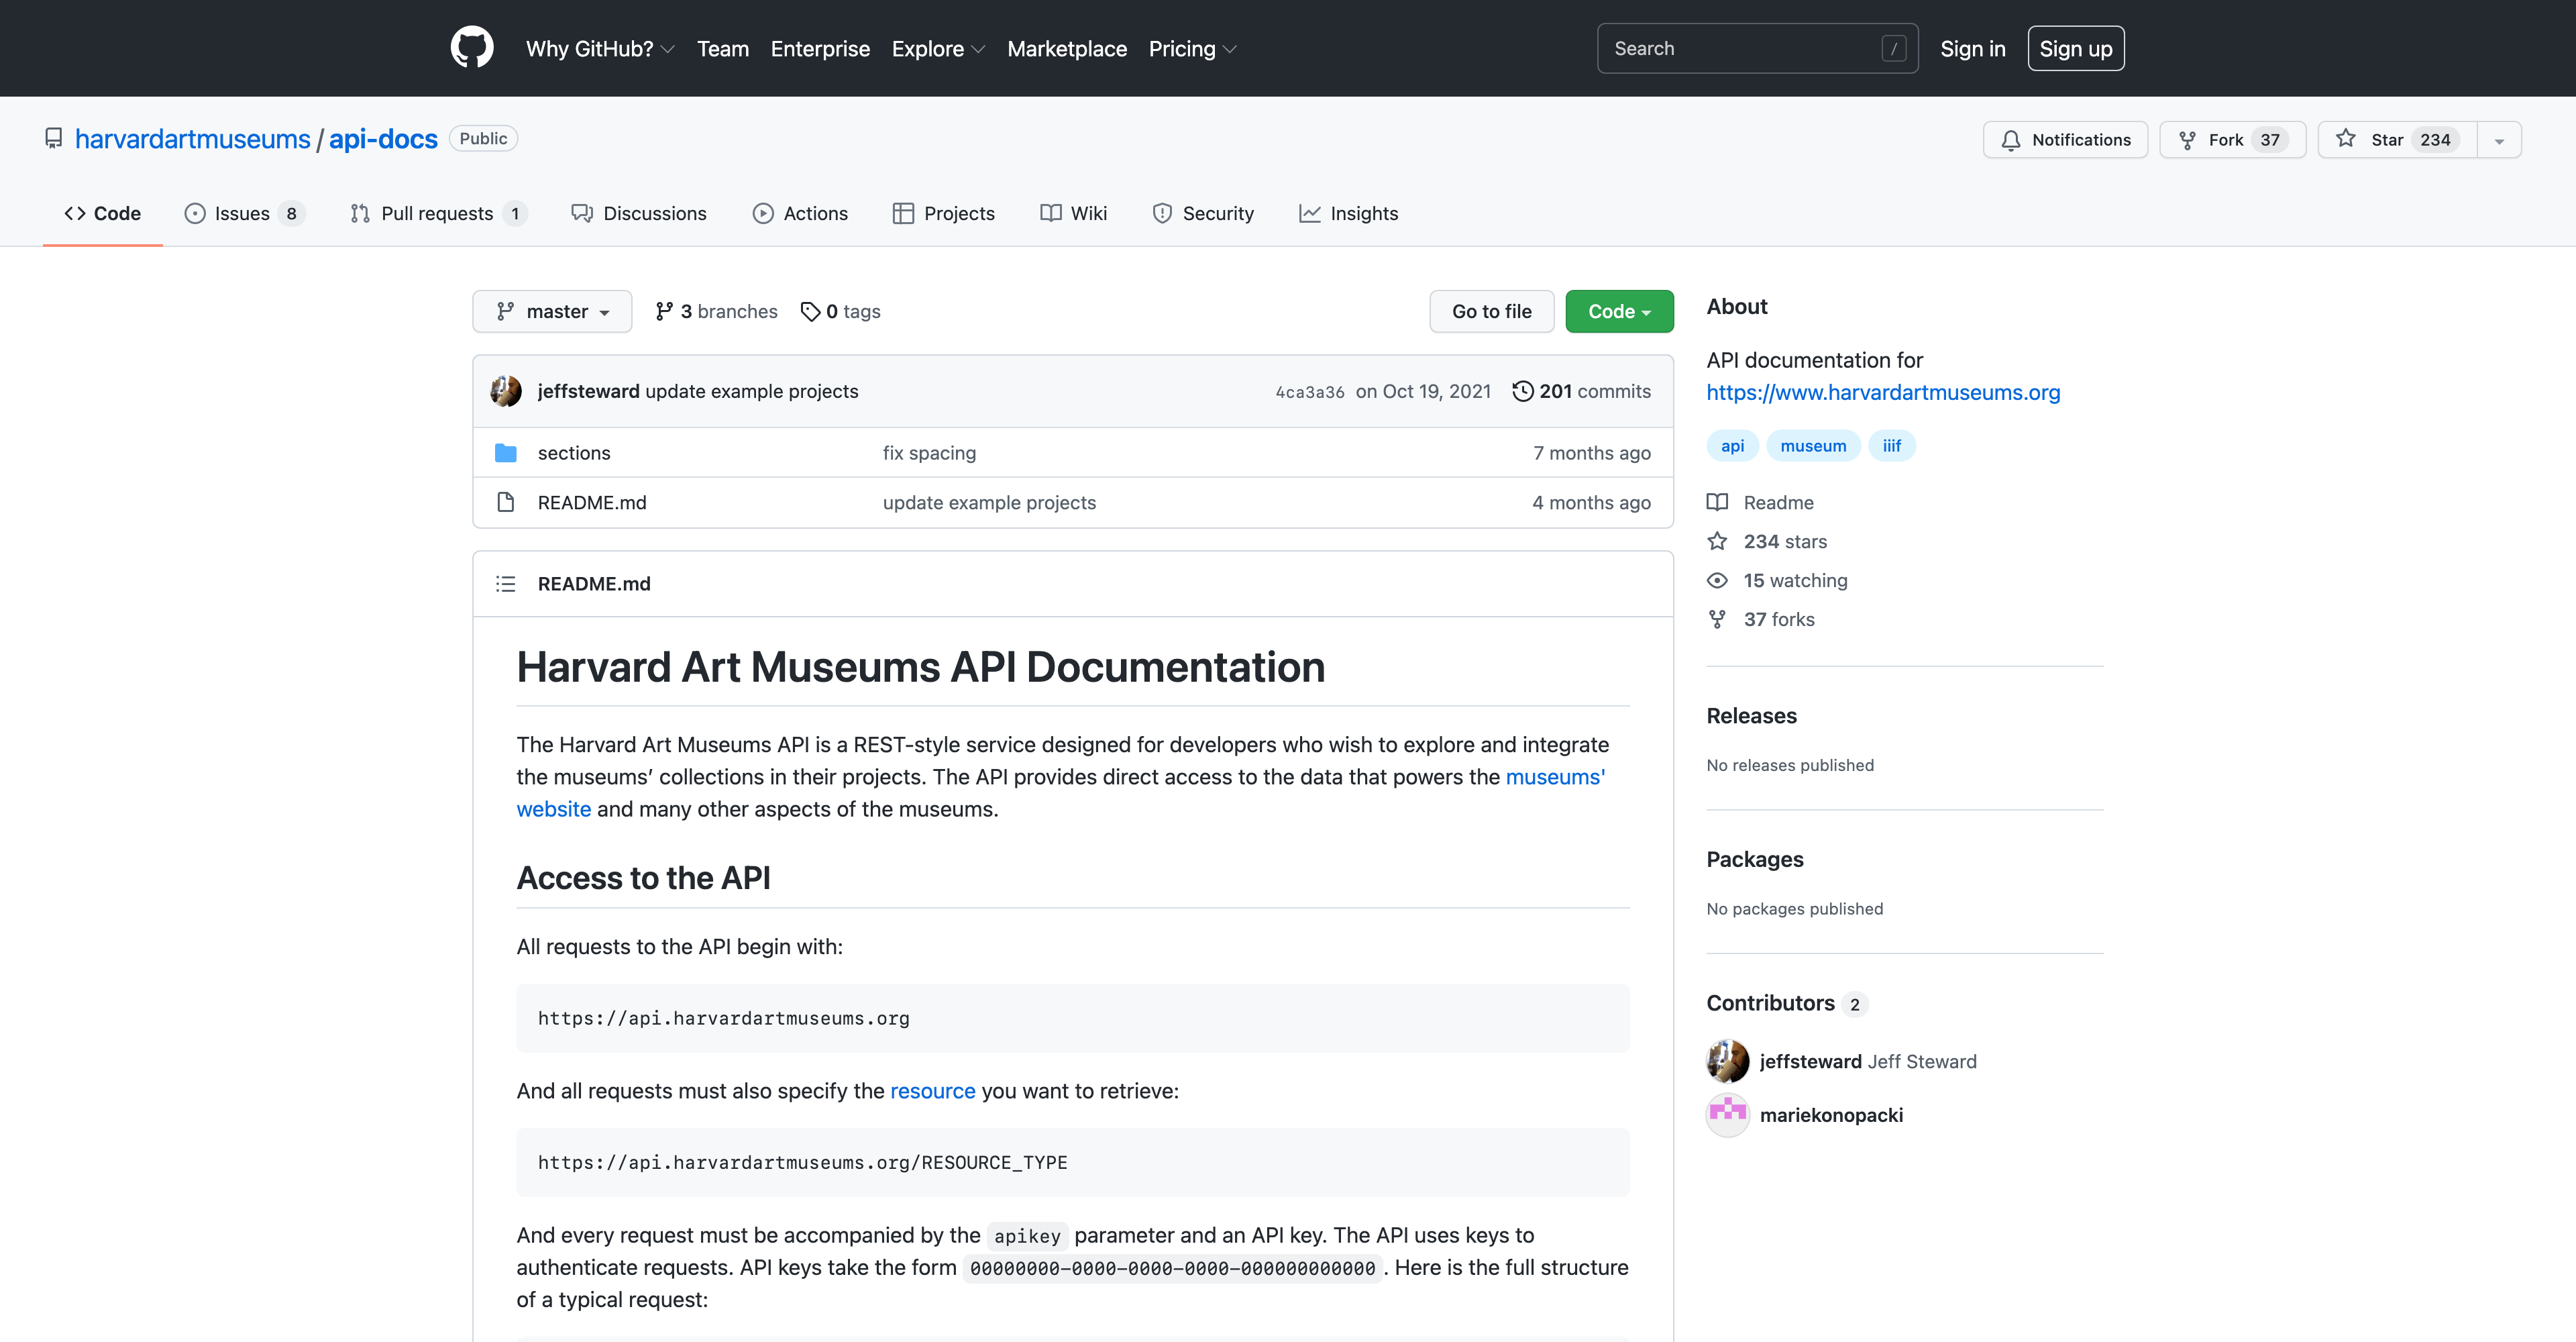 Why GitHub? Team Enterprise Explore Marketplace Pricing Search / Sign in Sign up
harvardartmuseums / api-docs Public Notifications Fork 37 Star 234
Code Issues 8 Pull requests 1 Discussions Actions Projects Wiki Security Insights
master 3 branches 0 tags Go to file Code
jeffsteward update example projects 4ca3a36 on Oct 19, 2021 201 commits
sections fix spacing 7 months ago
README.md update example projects 4 months ago
README.md
Harvard Art Museums API Documentation
The Harvard Art Museums API is a REST-style service designed for developers who wish to explore and integrate
the museums’ collections in their projects. The API provides direct access to the data that powers the museums'
website and many other aspects of the museums.
Access to the API
All requests to the API begin with:
https://api.harvardartmuseums.org
And all requests must also specify the resource you want to retrieve:
https://api.harvardartmuseums.org/RESOURCE_TYPE
And every request must be accompanied by the apikey parameter and an API key. The API uses keys to
authenticate requests. API keys take the form 00000000-0000-0000-0000-000000000000 . Here is the full structure
of a typical request:
About
API documentation for
https://www.harvardartmuseums.org
api museum iiif
Readme
234 stars
15 watching
37 forks
Releases
No releases published
Packages
No packages published
Contributors 2
jeffsteward Jeff Steward
mariekonopacki